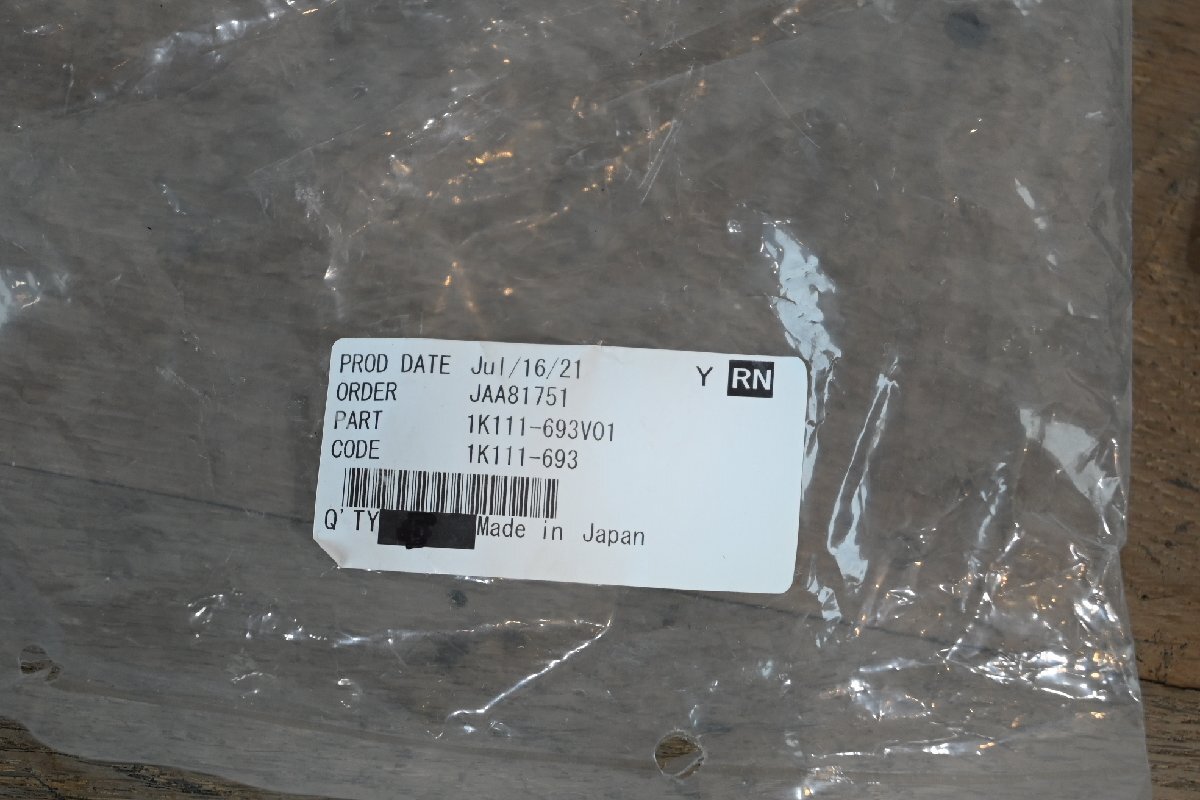 PROD DATE Jul/16/21 Y RN
ORDER JAA81751
PART 1K111-693V01
CODE 1K111-693
Q'TY Made in Japan